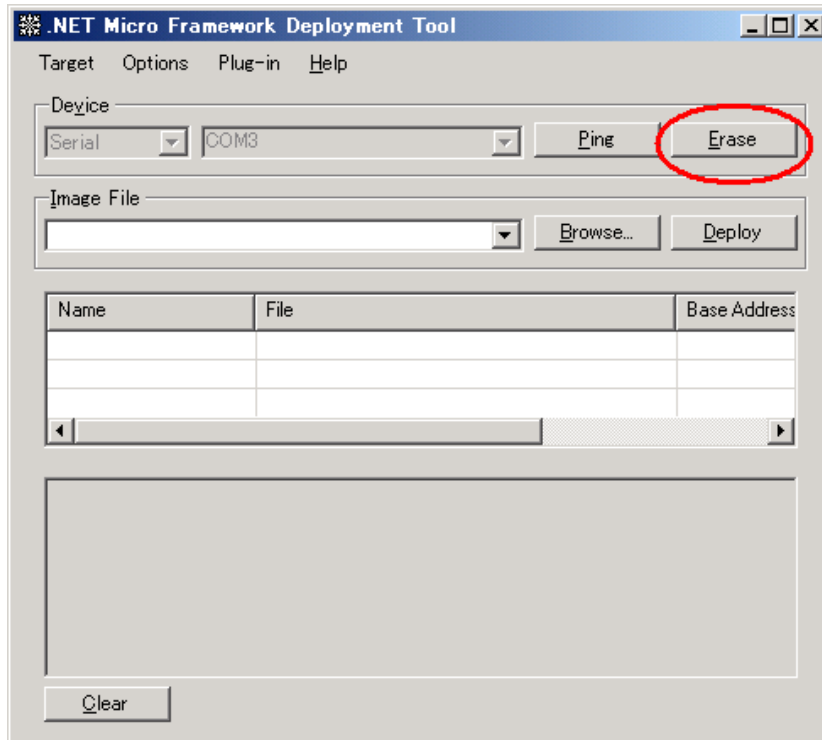 .NET Micro Framework Deployment Tool
Target Options Plug-in Help
Device
Serial COM3 Ping Erase
Image File
Browse... Deploy
Name File Base Address
Clear